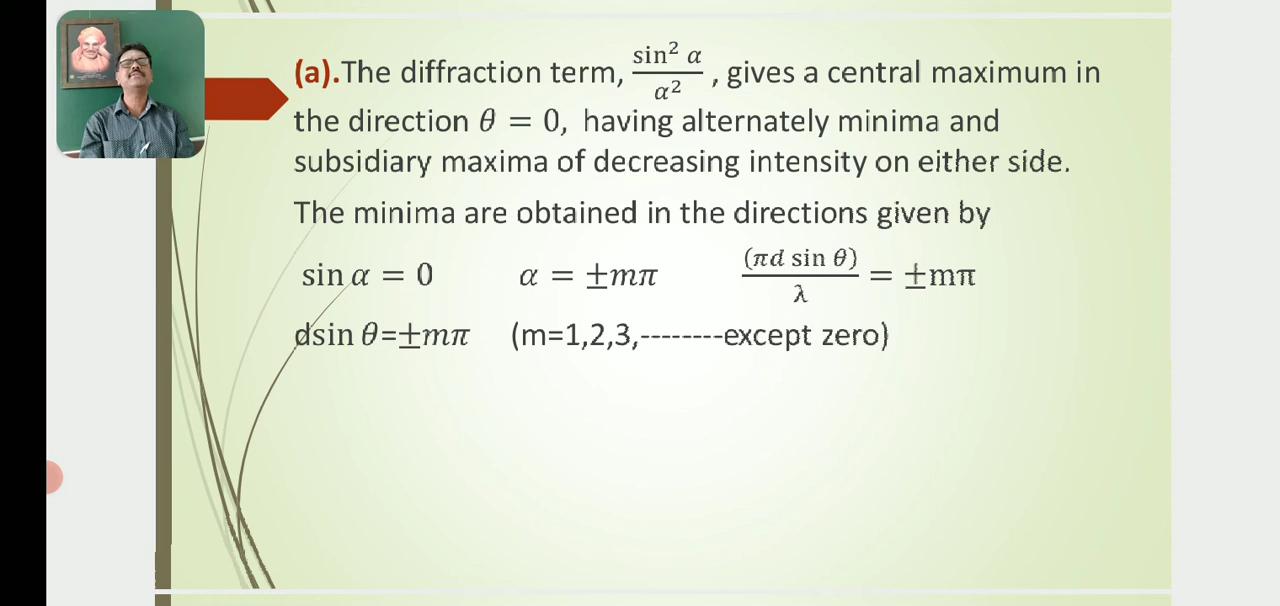 (a).The diffraction term, sin² α / α² , gives a central maximum in
the direction θ = 0, having alternately minima and
subsidiary maxima of decreasing intensity on either side.
The minima are obtained in the directions given by
sin α = 0 α = ±mπ (πd sin θ) / λ = ±mπ
dsin θ=±mπ (m=1,2,3,--------except zero)